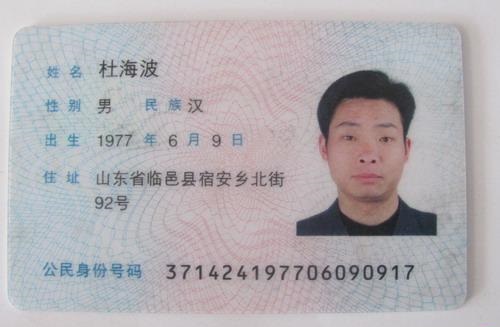 姓名 杜海波
性别 男 民族 汉
出生 1977 年 6 月 9 日
住址 山东省临邑县宿安乡北街
92号
公民身份号码 371424197706090917